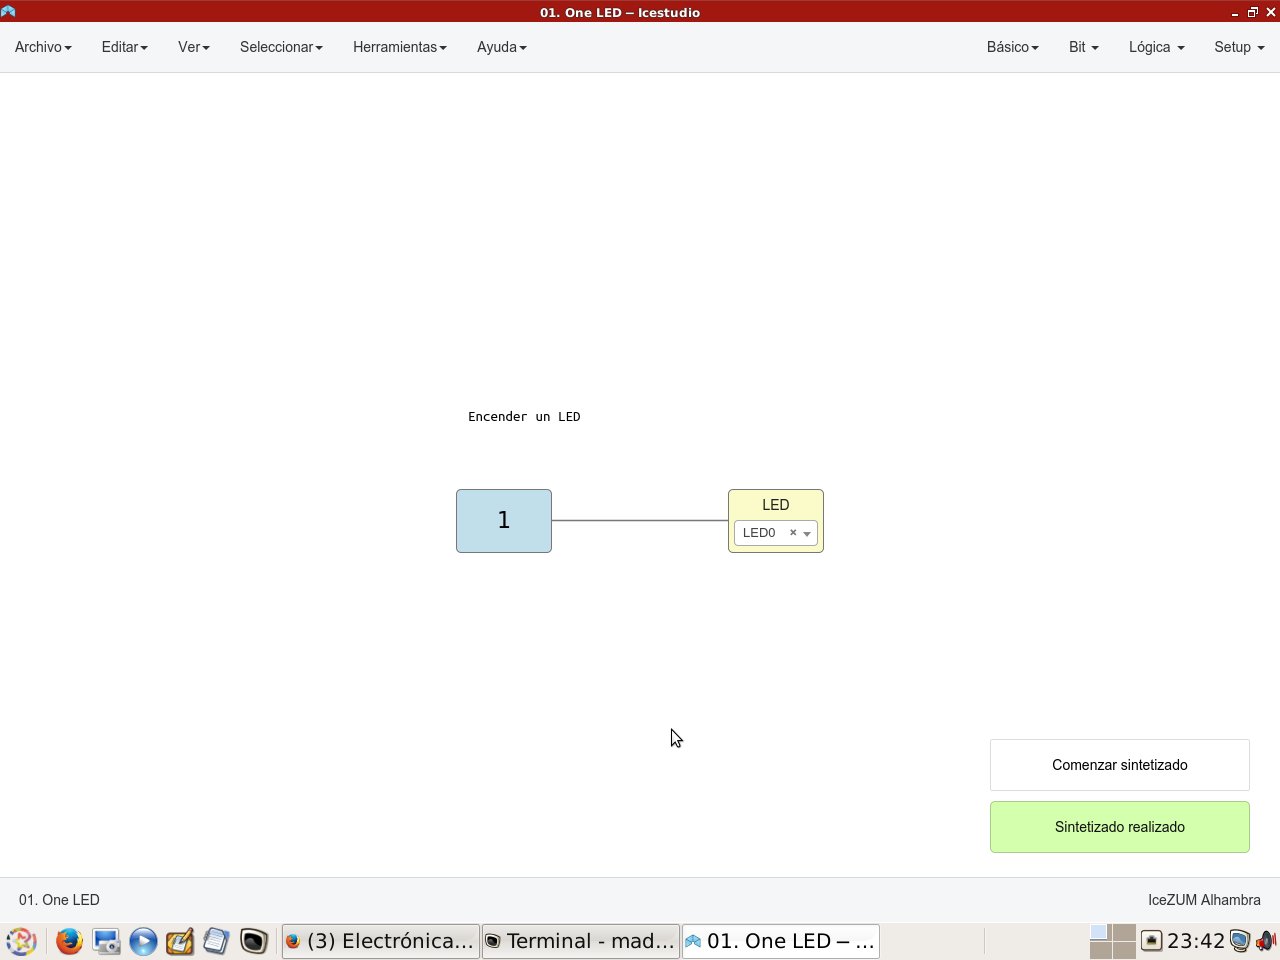 01. One LED – Icestudio
Archivo Editar Ver Seleccionar Herramientas Ayuda Básico Bit Lógica Setup
Encender un LED
1
LED
LED0
Comenzar sintetizado
Sintetizado realizado
01. One LED IceZUM Alhambra
(3) Electrónica... Terminal - mad... 01. One LED – ... 23:42